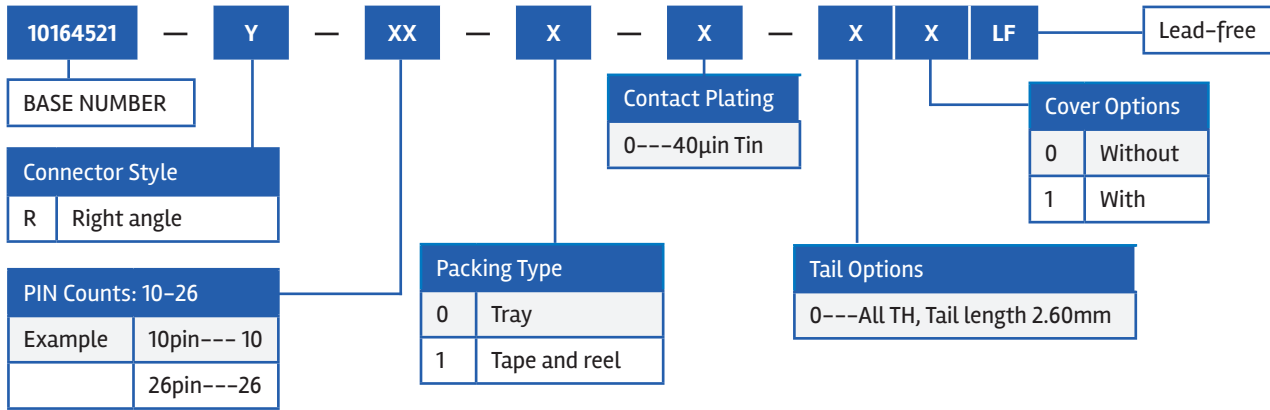 10164521 — Y — XX — X — X — X X LF
Lead-free
BASE NUMBER
Connector Style
R Right angle
PIN Counts: 10-26
Example 10pin--- 10
26pin---26
Packing Type
0 Tray
1 Tape and reel
Contact Plating
0---40µin Tin
Tail Options
0---All TH, Tail length 2.60mm
Cover Options
0 Without
1 With